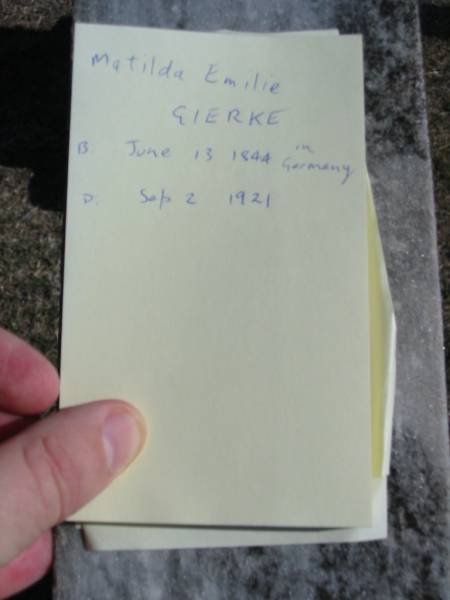 Matilda Emilie
GIERKE
B. June 13 1844 in Germany
D. Sep 2 1921